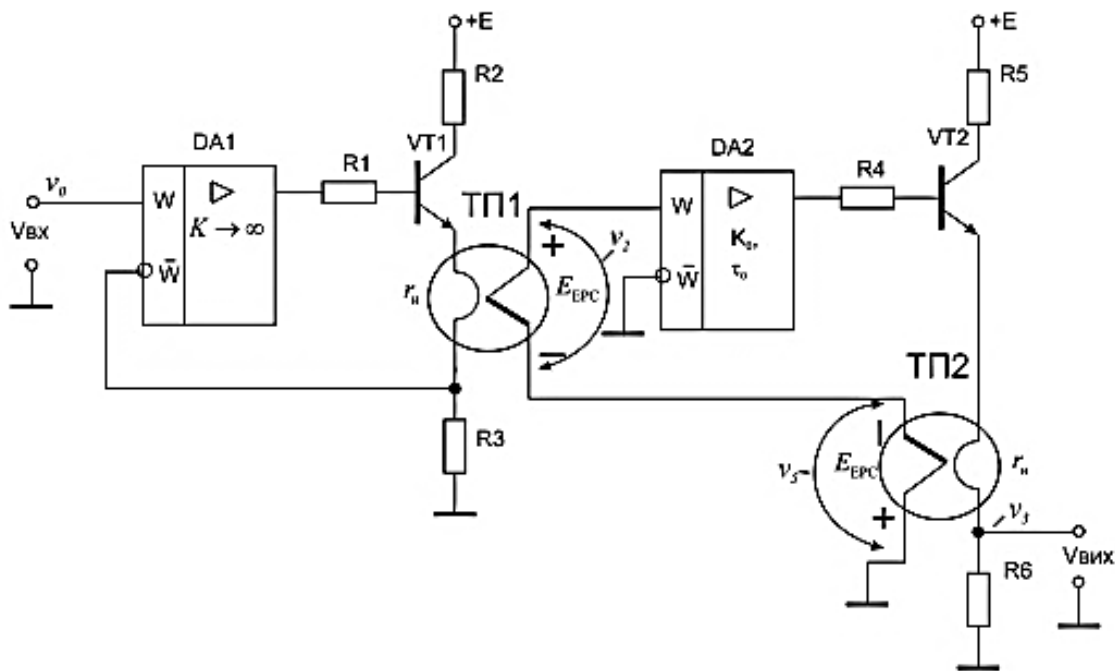 +E
+E
R2
R5
DA1
VT1
DA2
VT2
R1
R4
ТП1
v₀
W
▷
K → ∞
W̄
Vвх
W
▷
K₀,
τ₀
W̄
+
v₂
rн
EЕРС
−
ТП2
R3
v₅
−
EЕРС
+
rн
v₃
Vвих
R6